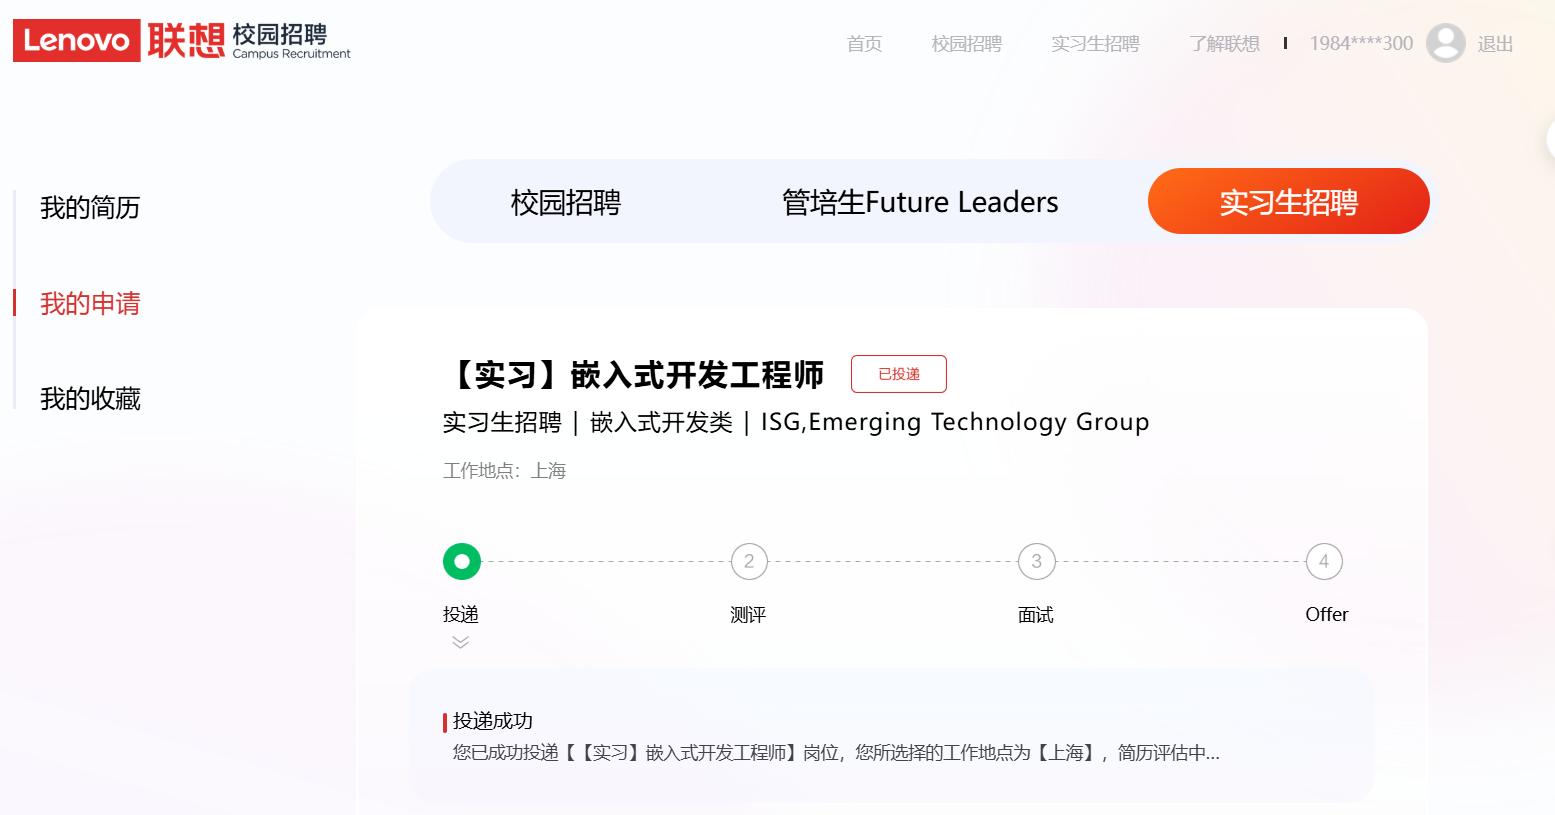 Lenovo 联想 校园招聘
Campus Recruitment
首页 校园招聘 实习生招聘 了解联想 1984****300 退出
校园招聘 管培生Future Leaders 实习生招聘
我的简历
我的申请
我的收藏
【实习】嵌入式开发工程师 已投递
实习生招聘 | 嵌入式开发类 | ISG,Emerging Technology Group
工作地点：上海
2 3 4
投递 测评 面试 Offer
投递成功
您已成功投递【【实习】嵌入式开发工程师】岗位，您所选择的工作地点为【上海】，简历评估中...